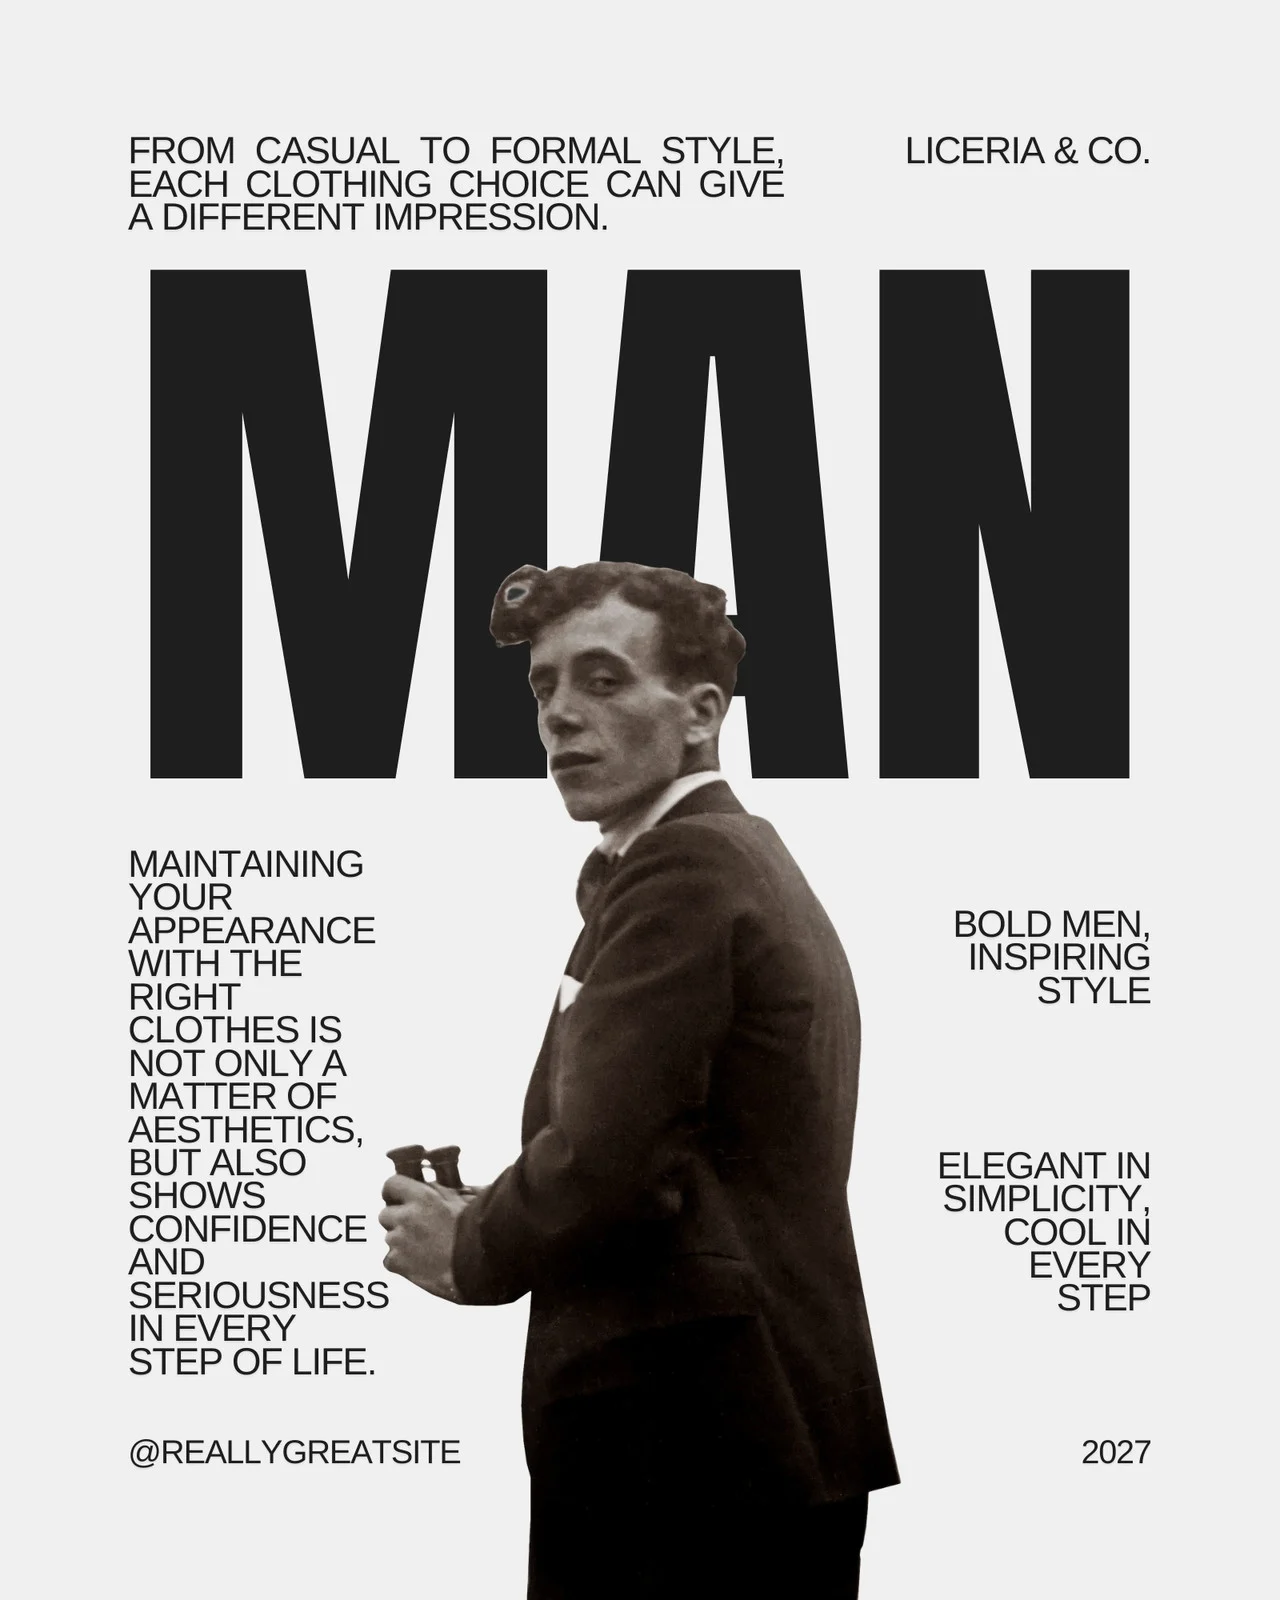 FROM CASUAL TO FORMAL STYLE,
EACH CLOTHING CHOICE CAN GIVE
A DIFFERENT IMPRESSION.
LICERIA & CO.
MAN
MAINTAINING
YOUR
APPEARANCE
WITH THE
RIGHT
CLOTHES IS
NOT ONLY A
MATTER OF
AESTHETICS,
BUT ALSO
SHOWS
CONFIDENCE
AND
SERIOUSNESS
IN EVERY
STEP OF LIFE.
BOLD MEN,
INSPIRING
STYLE
ELEGANT IN
SIMPLICITY,
COOL IN
EVERY
STEP
@REALLYGREATSITE
2027